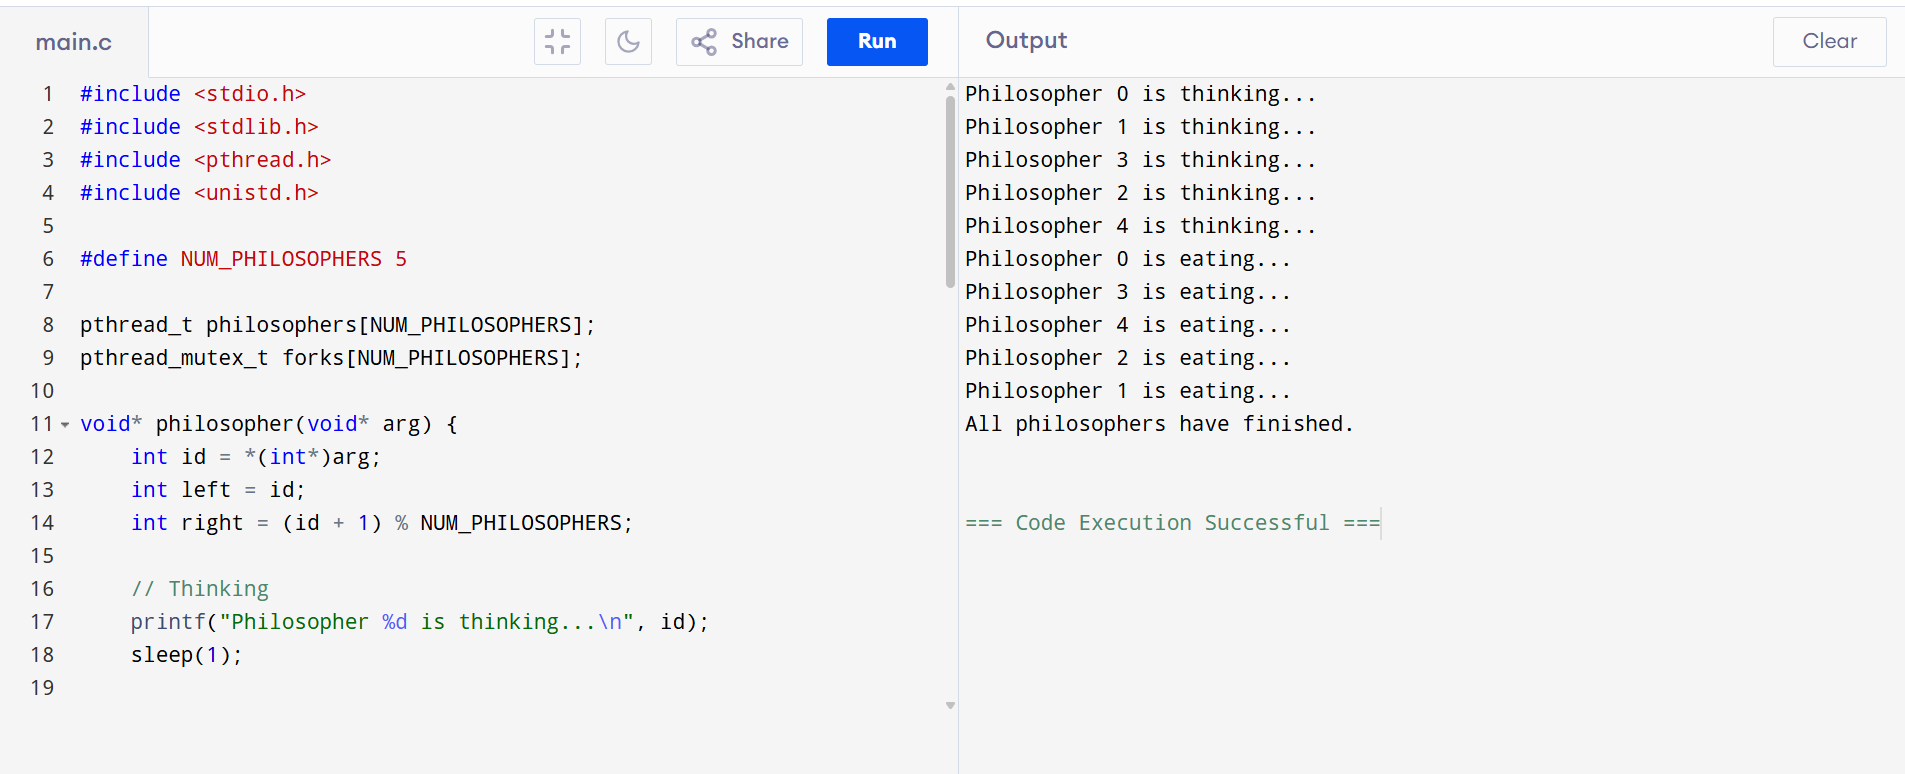 main.c
Share
Run
1 #include <stdio.h>
2 #include <stdlib.h>
3 #include <pthread.h>
4 #include <unistd.h>
5
6 #define NUM_PHILOSOPHERS 5
7
8 pthread_t philosophers[NUM_PHILOSOPHERS];
9 pthread_mutex_t forks[NUM_PHILOSOPHERS];
10
11 void* philosopher(void* arg) {
12     int id = *(int*)arg;
13     int left = id;
14     int right = (id + 1) % NUM_PHILOSOPHERS;
15
16     // Thinking
17     printf("Philosopher %d is thinking...\n", id);
18     sleep(1);
19
Output
Clear
Philosopher 0 is thinking...
Philosopher 1 is thinking...
Philosopher 3 is thinking...
Philosopher 2 is thinking...
Philosopher 4 is thinking...
Philosopher 0 is eating...
Philosopher 3 is eating...
Philosopher 4 is eating...
Philosopher 2 is eating...
Philosopher 1 is eating...
All philosophers have finished.
=== Code Execution Successful ===